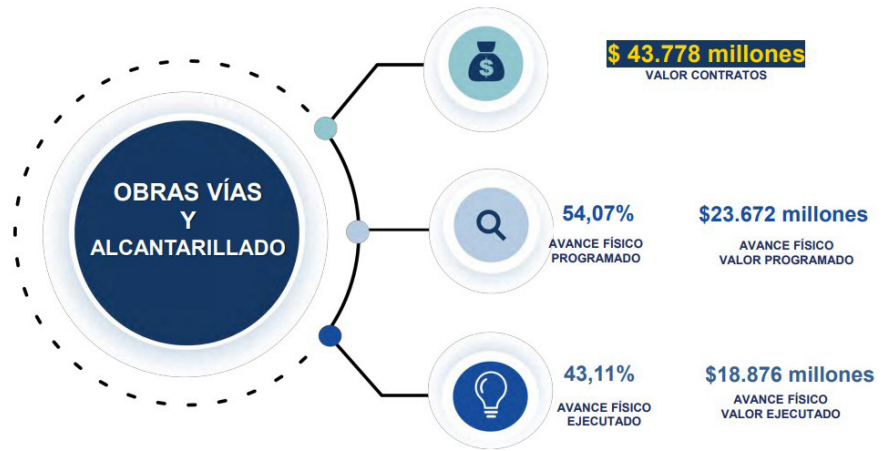 OBRAS VÍAS
Y
ALCANTARILLADO
$
$ 43.778 millones
VALOR CONTRATOS
54,07%
AVANCE FÍSICO
PROGRAMADO
$23.672 millones
AVANCE FÍSICO
VALOR PROGRAMADO
43,11%
AVANCE FÍSICO
EJECUTADO
$18.876 millones
AVANCE FÍSICO
VALOR EJECUTADO